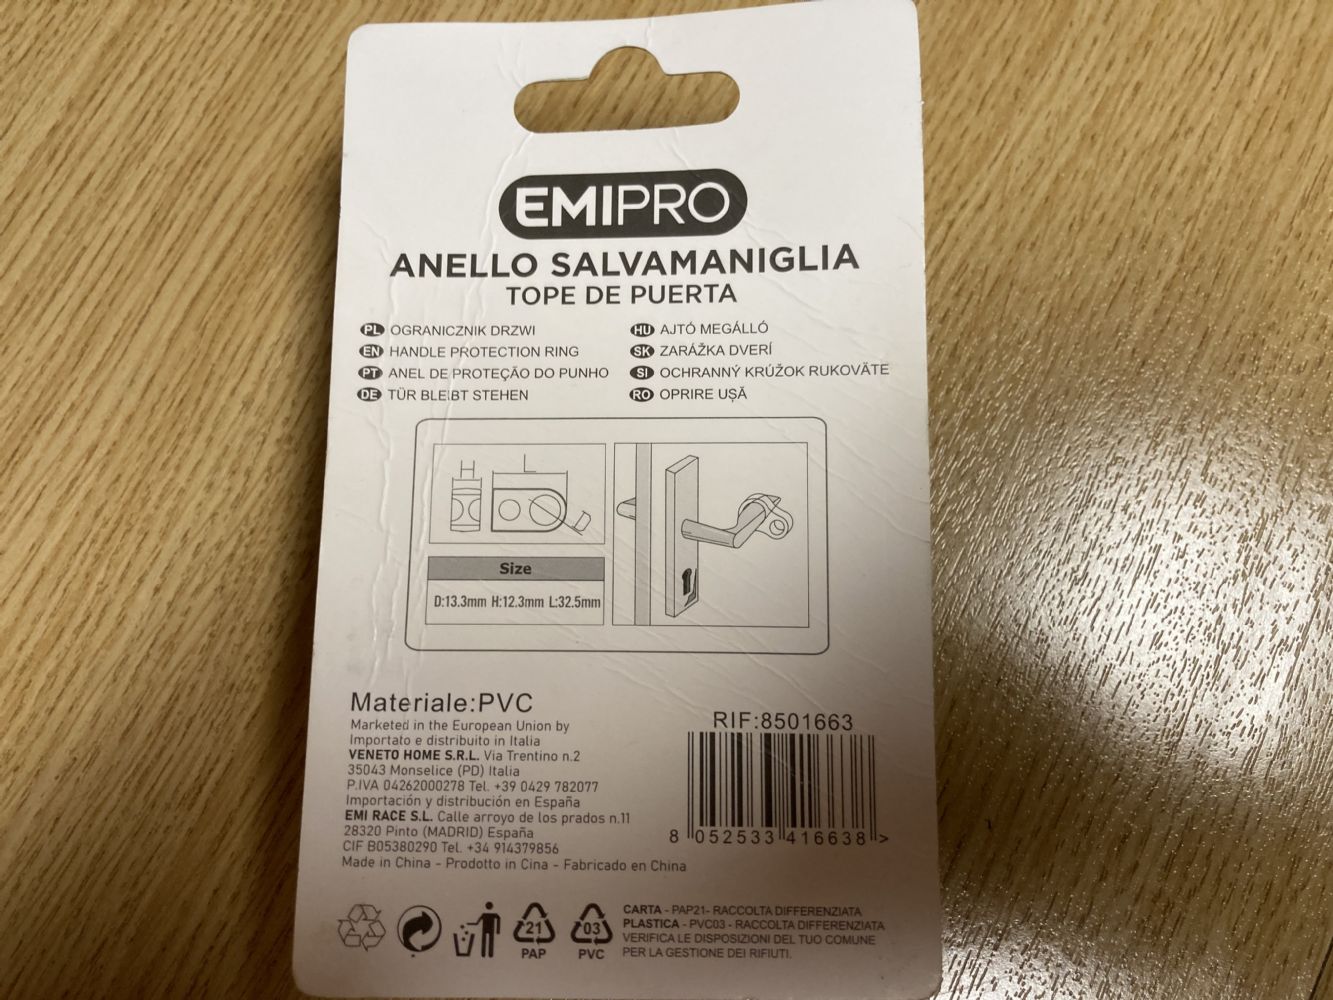 EMIPRO
ANELLO SALVAMANIGLIA
TOPE DE PUERTA
PL OGRANICZNIK DRZWI
EN HANDLE PROTECTION RING
PT ANEL DE PROTEÇÃO DO PUNHO
DE TÜR BLEIBT STEHEN
HU AJTÓ MEGÁLLÓ
SK ZARÁŽKA DVERÍ
SI OCHRANNÝ KRÚŽOK RUKOVÄTE
RO OPRIRE UȘĂ
H L
D
Size
D:13.3mm H:12.3mm L:32.5mm
Materiale:PVC
Marketed in the European Union by
Importato e distribuito in Italia
VENETO HOME S.R.L. Via Trentino n.2
35043 Monselice (PD) Italia
P.IVA 04262000278 Tel. +39 0429 782077
Importación y distribución en España
EMI RACE S.L. Calle arroyo de los prados n.11
28320 Pinto (MADRID) España
CIF B05380290 Tel. +34 914379856
Made in China - Prodotto in Cina - Fabricado en China
RIF:8501663
8 052533 416638 >
21
PAP
03
PVC
CARTA - PAP21- RACCOLTA DIFFERENZIATA
PLASTICA - PVC03 - RACCOLTA DIFFERENZIATA
VERIFICA LE DISPOSIZIONI DEL TUO COMUNE
PER LA GESTIONE DEI RIFIUTI.